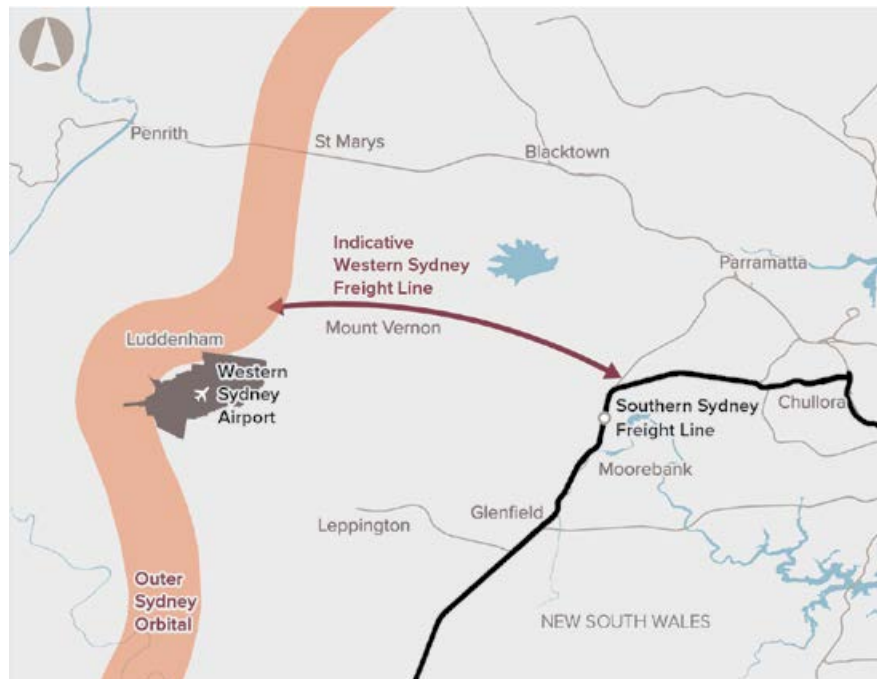 Penrith
St Marys
Blacktown
Indicative
Western Sydney
Freight Line
Parramatta
Mount Vernon
Luddenham
Western
Sydney
Airport
Southern Sydney
Freight Line
Chullora
Moorebank
Glenfield
Leppington
Outer
Sydney
Orbital
NEW SOUTH WALES